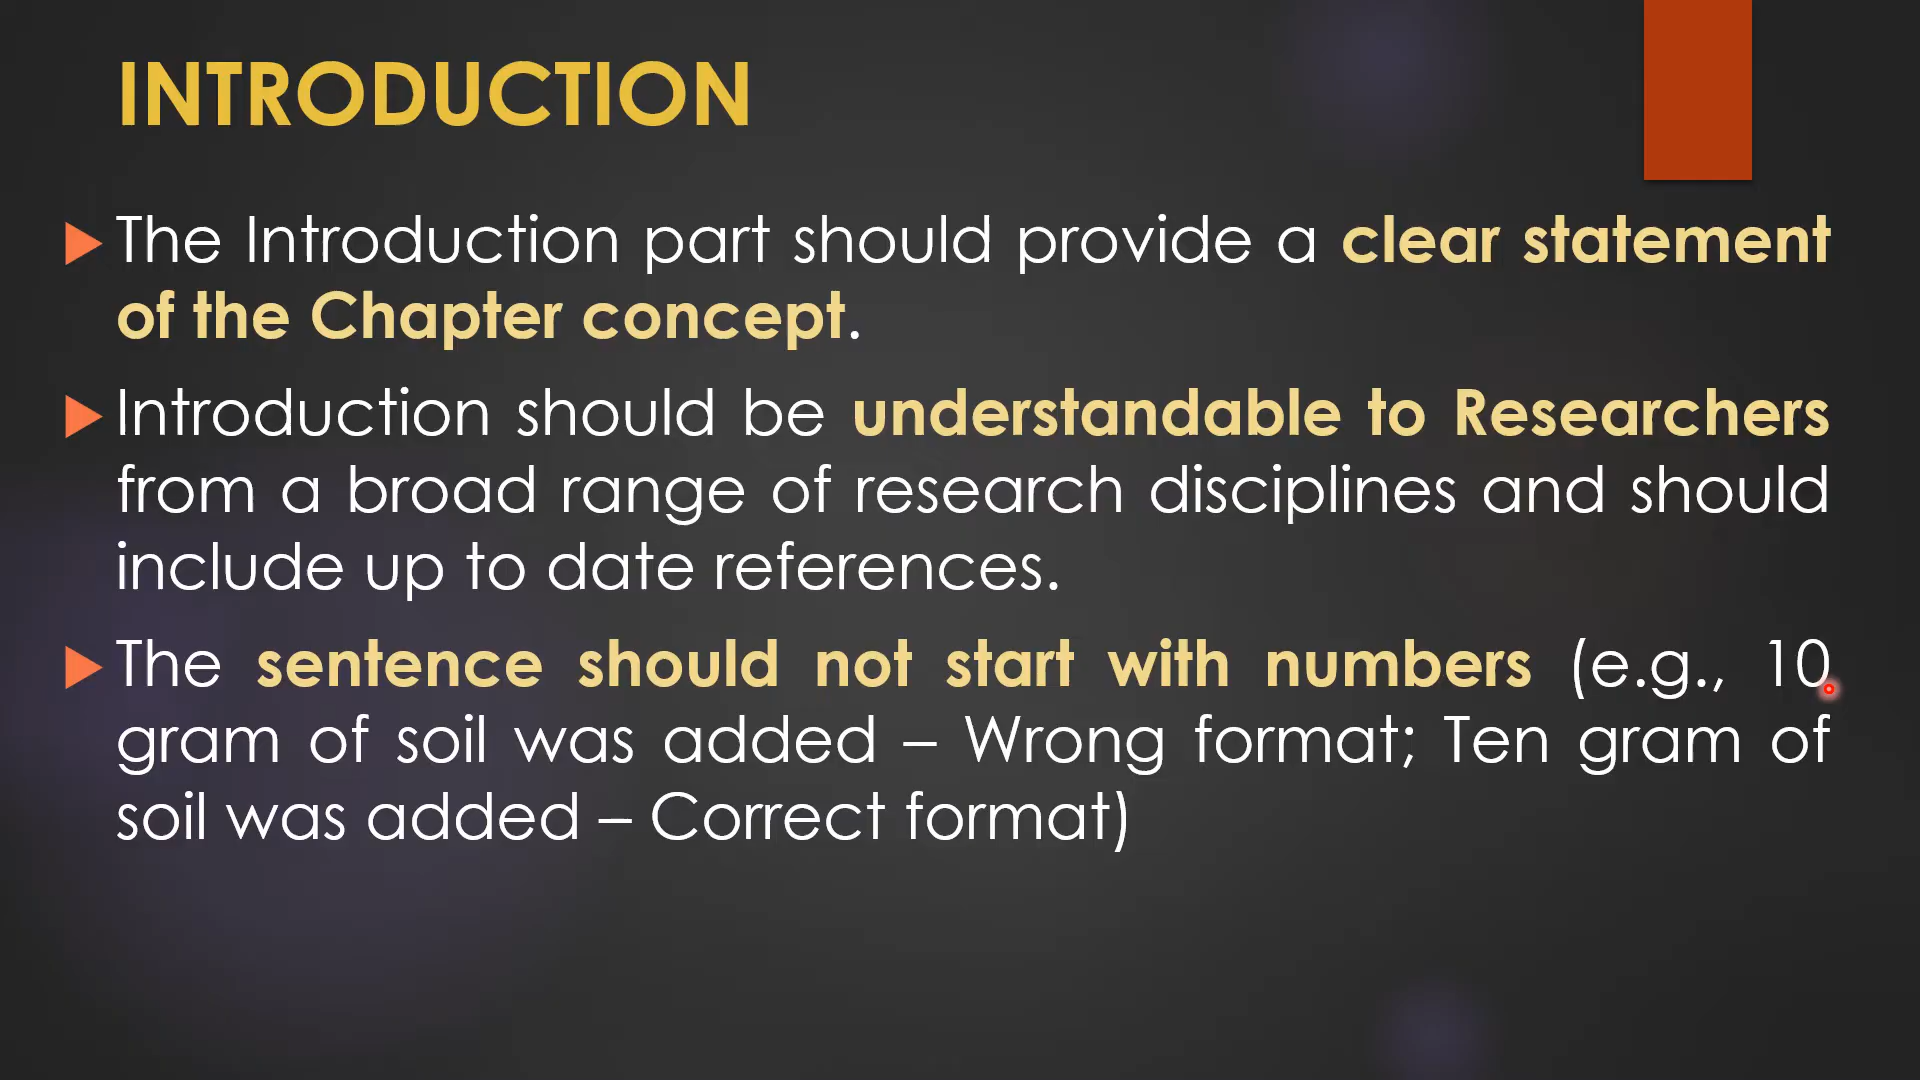 INTRODUCTION
The Introduction part should provide a clear statement
of the Chapter concept.
Introduction should be understandable to Researchers
from a broad range of research disciplines and should
include up to date references.
The sentence should not start with numbers (e.g., 10
gram of soil was added – Wrong format; Ten gram of
soil was added – Correct format)